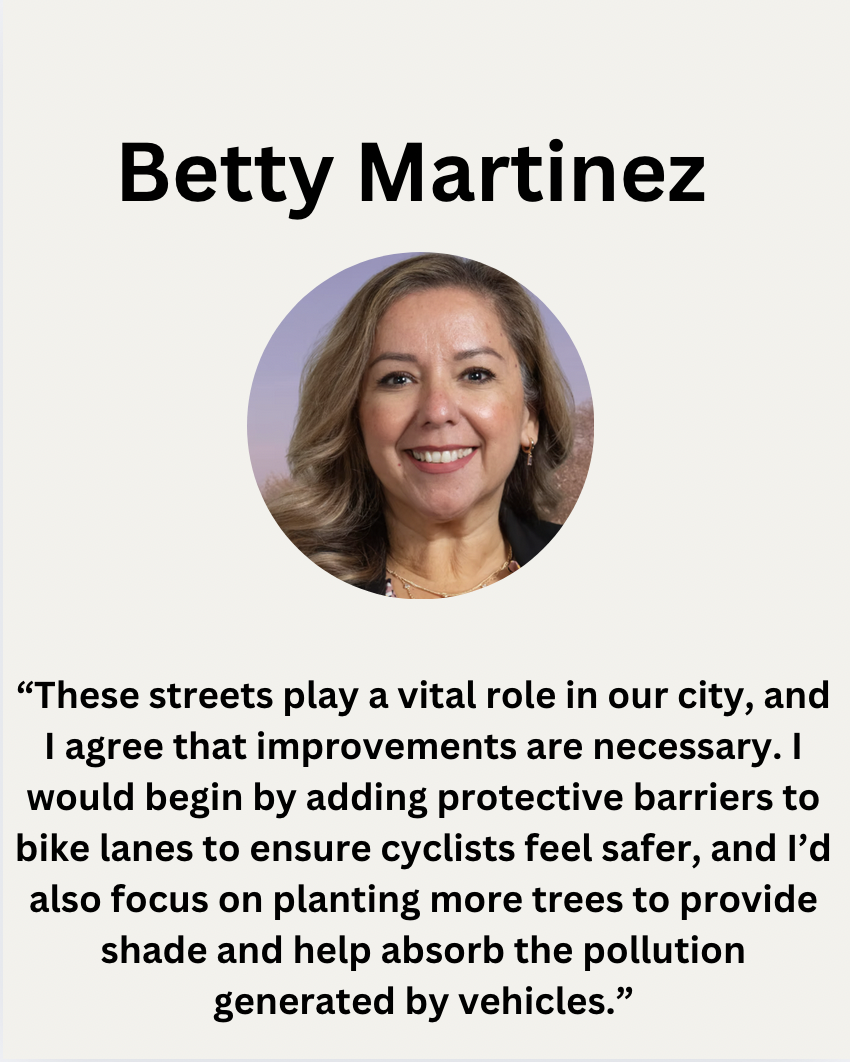 Betty Martinez
“These streets play a vital role in our city, and
I agree that improvements are necessary. I
would begin by adding protective barriers to
bike lanes to ensure cyclists feel safer, and I’d
also focus on planting more trees to provide
shade and help absorb the pollution
generated by vehicles.”